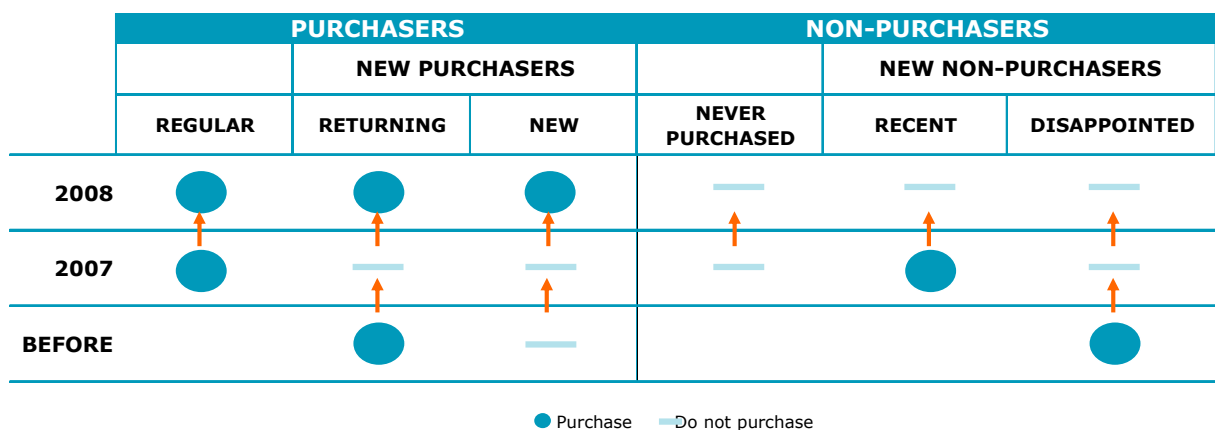 PURCHASERS NON-PURCHASERS
NEW PURCHASERS NEW NON-PURCHASERS
REGULAR RETURNING NEW NEVER PURCHASED RECENT DISAPPOINTED
2008
2007
BEFORE
Purchase Do not purchase